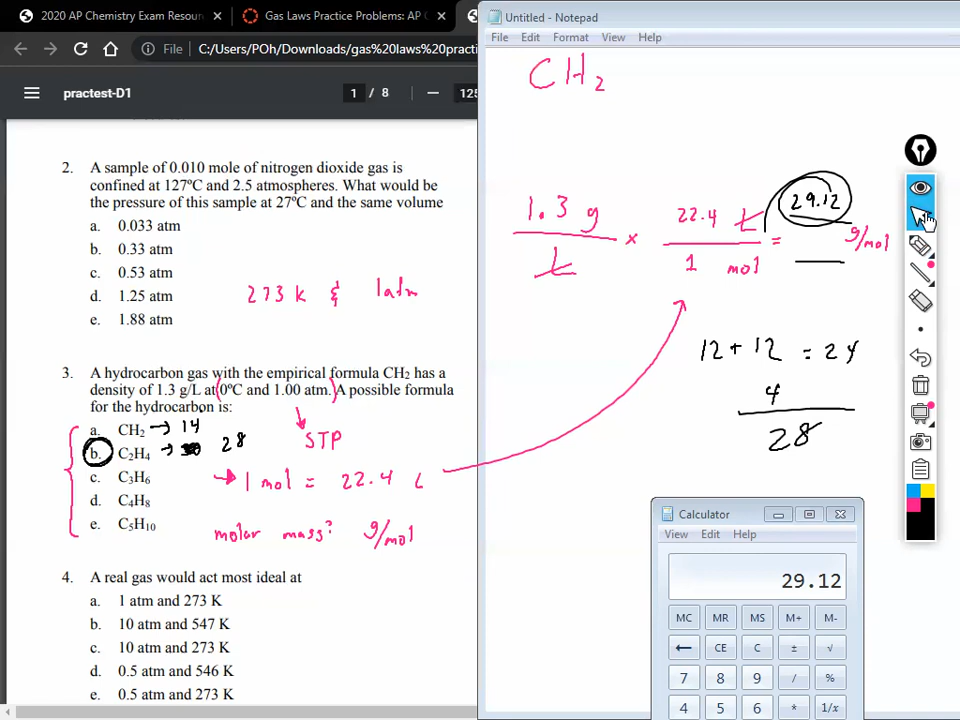 2020 AP Chemistry Exam Resour
Gas Laws Practice Problems: AP C
File
C:/Users/POh/Downloads/gas%20laws%20practi
practest-D1
1 / 8
125
2. A sample of 0.010 mole of nitrogen dioxide gas is
confined at 127ºC and 2.5 atmospheres. What would be
the pressure of this sample at 27ºC and the same volume
a. 0.033 atm
b. 0.33 atm
c. 0.53 atm
d. 1.25 atm
e. 1.88 atm
273 K & 1atm
3. A hydrocarbon gas with the empirical formula CH2 has a
density of 1.3 g/L at (0ºC and 1.00 atm.) A possible formula
for the hydrocarbon is:
a. CH2 → 14
b. C2H4 → 28
c. C3H6
d. C4H8
e. C5H10
STP
→ 1 mol = 22.4 L
molar mass? g/mol
4. A real gas would act most ideal at
a. 1 atm and 273 K
b. 10 atm and 547 K
c. 10 atm and 273 K
d. 0.5 atm and 546 K
e. 0.5 atm and 273 K
Untitled - Notepad
File Edit Format View Help
CH2
1.3 g
L
×
22.4 L
1 mol
=
29.12
g/mol
12 + 12 = 24
4
28
Calculator
View Edit Help
29.12
MC MR MS M+ M-
← CE C ± √
7 8 9 / %
4 5 6 * 1/x